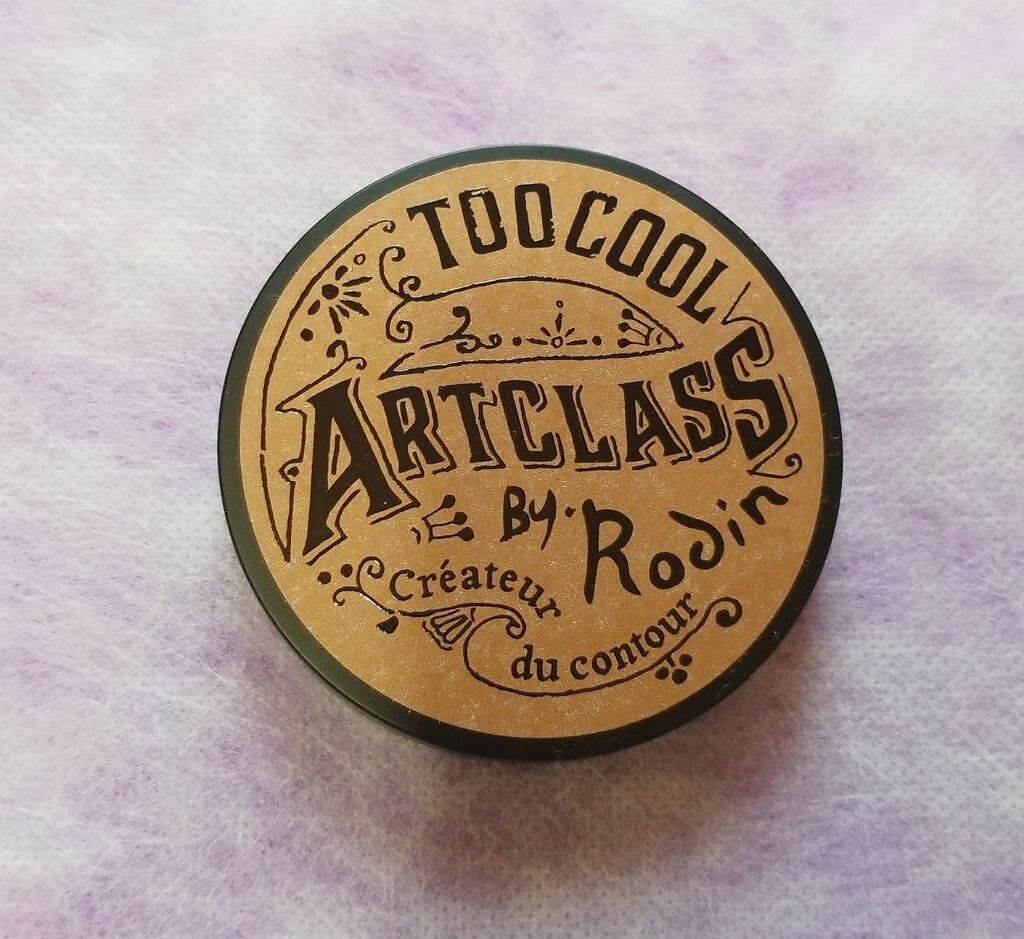 TOO COOL
ARTCLASS
By. Rodin
Créateur
du contour